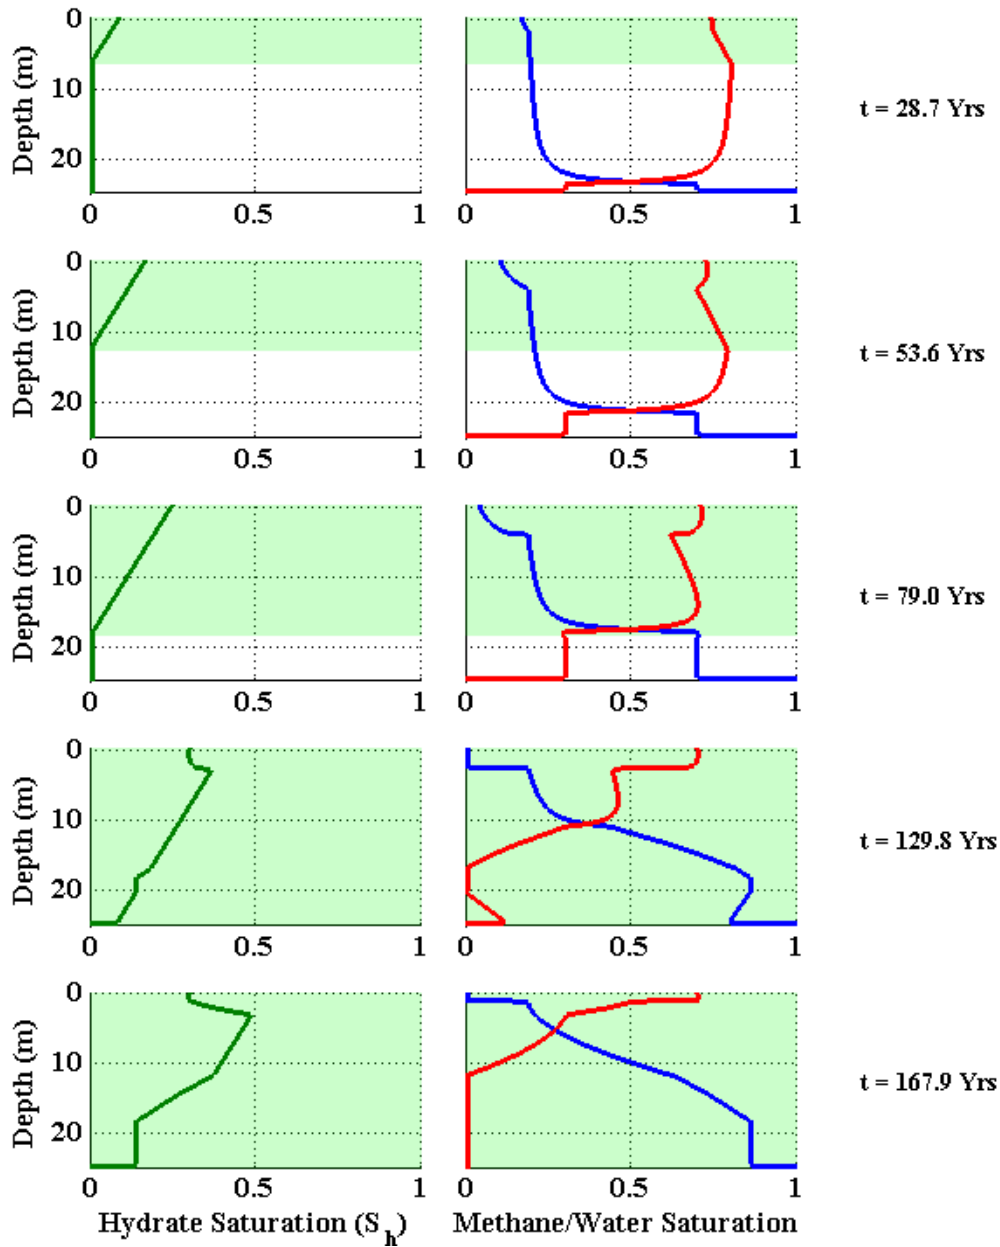 0
10
20
Depth (m)
0 0.5 1
0 0.5 1
t = 28.7 Yrs
0
10
20
Depth (m)
0 0.5 1
0 0.5 1
t = 53.6 Yrs
0
10
20
Depth (m)
0 0.5 1
0 0.5 1
t = 79.0 Yrs
0
10
20
Depth (m)
0 0.5 1
0 0.5 1
t = 129.8 Yrs
0
10
20
Depth (m)
0 0.5 1
0 0.5 1
t = 167.9 Yrs
Hydrate Saturation (S_h)
Methane/Water Saturation